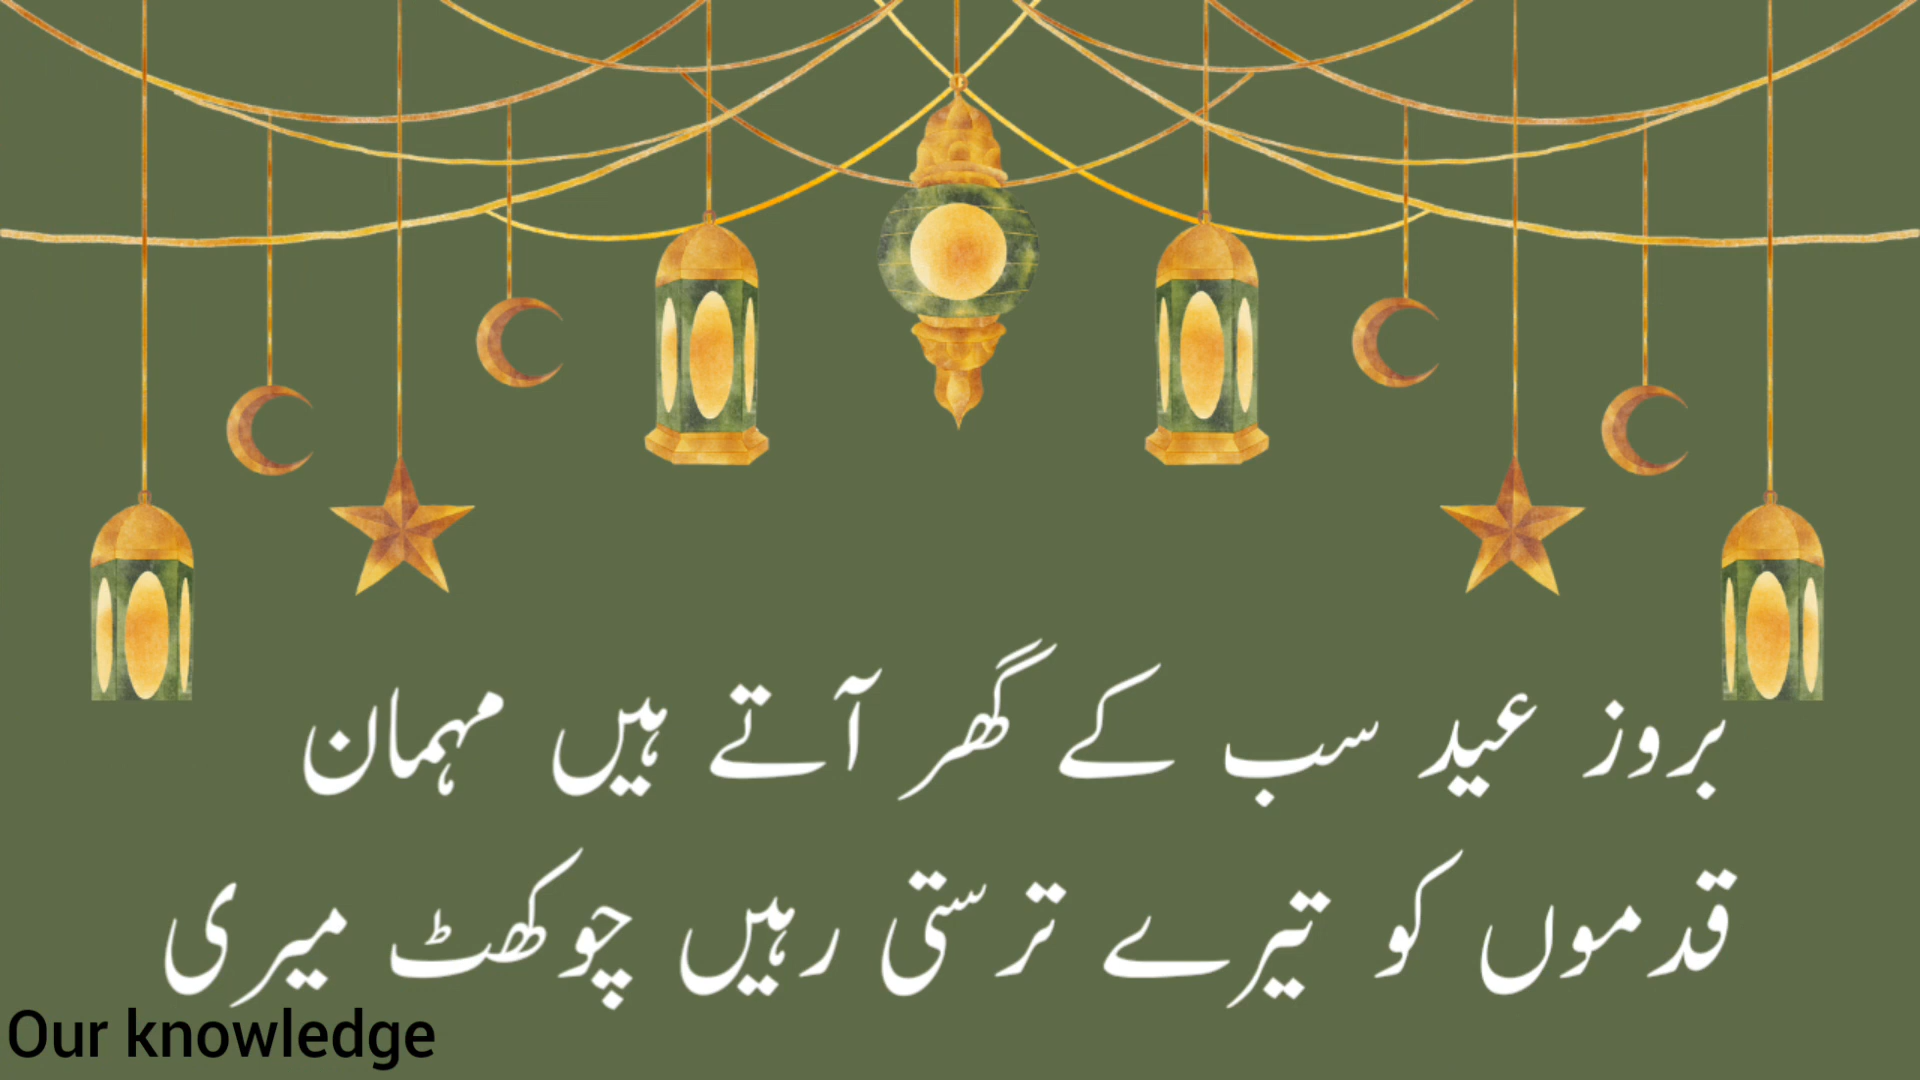 بروز عید سب کے گھر آتے ہیں مہمان
قدموں کو تیرے ترستی رہیں چوکھٹ میری
Our knowledge